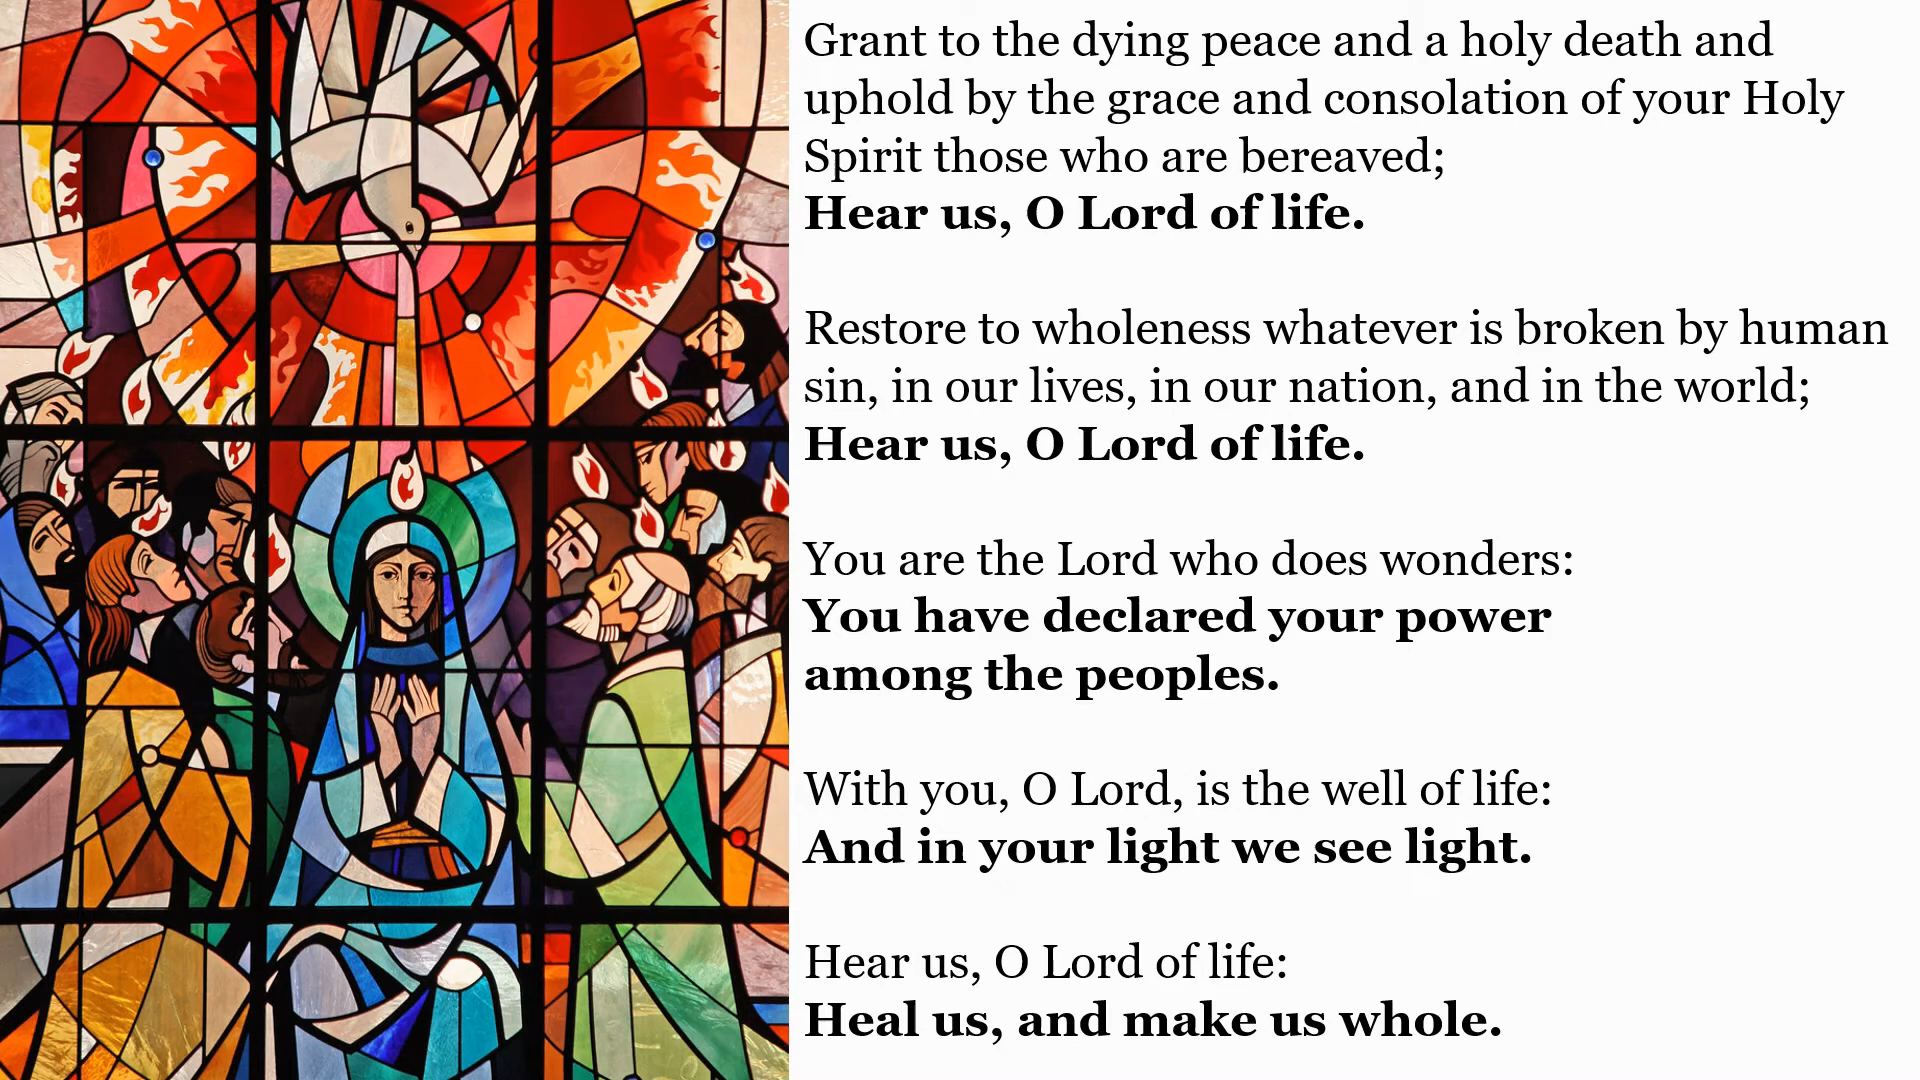 Grant to the dying peace and a holy death and
uphold by the grace and consolation of your Holy
Spirit those who are bereaved;
Hear us, O Lord of life.
Restore to wholeness whatever is broken by human
sin, in our lives, in our nation, and in the world;
Hear us, O Lord of life.
You are the Lord who does wonders:
You have declared your power
among the peoples.
With you, O Lord, is the well of life:
And in your light we see light.
Hear us, O Lord of life:
Heal us, and make us whole.